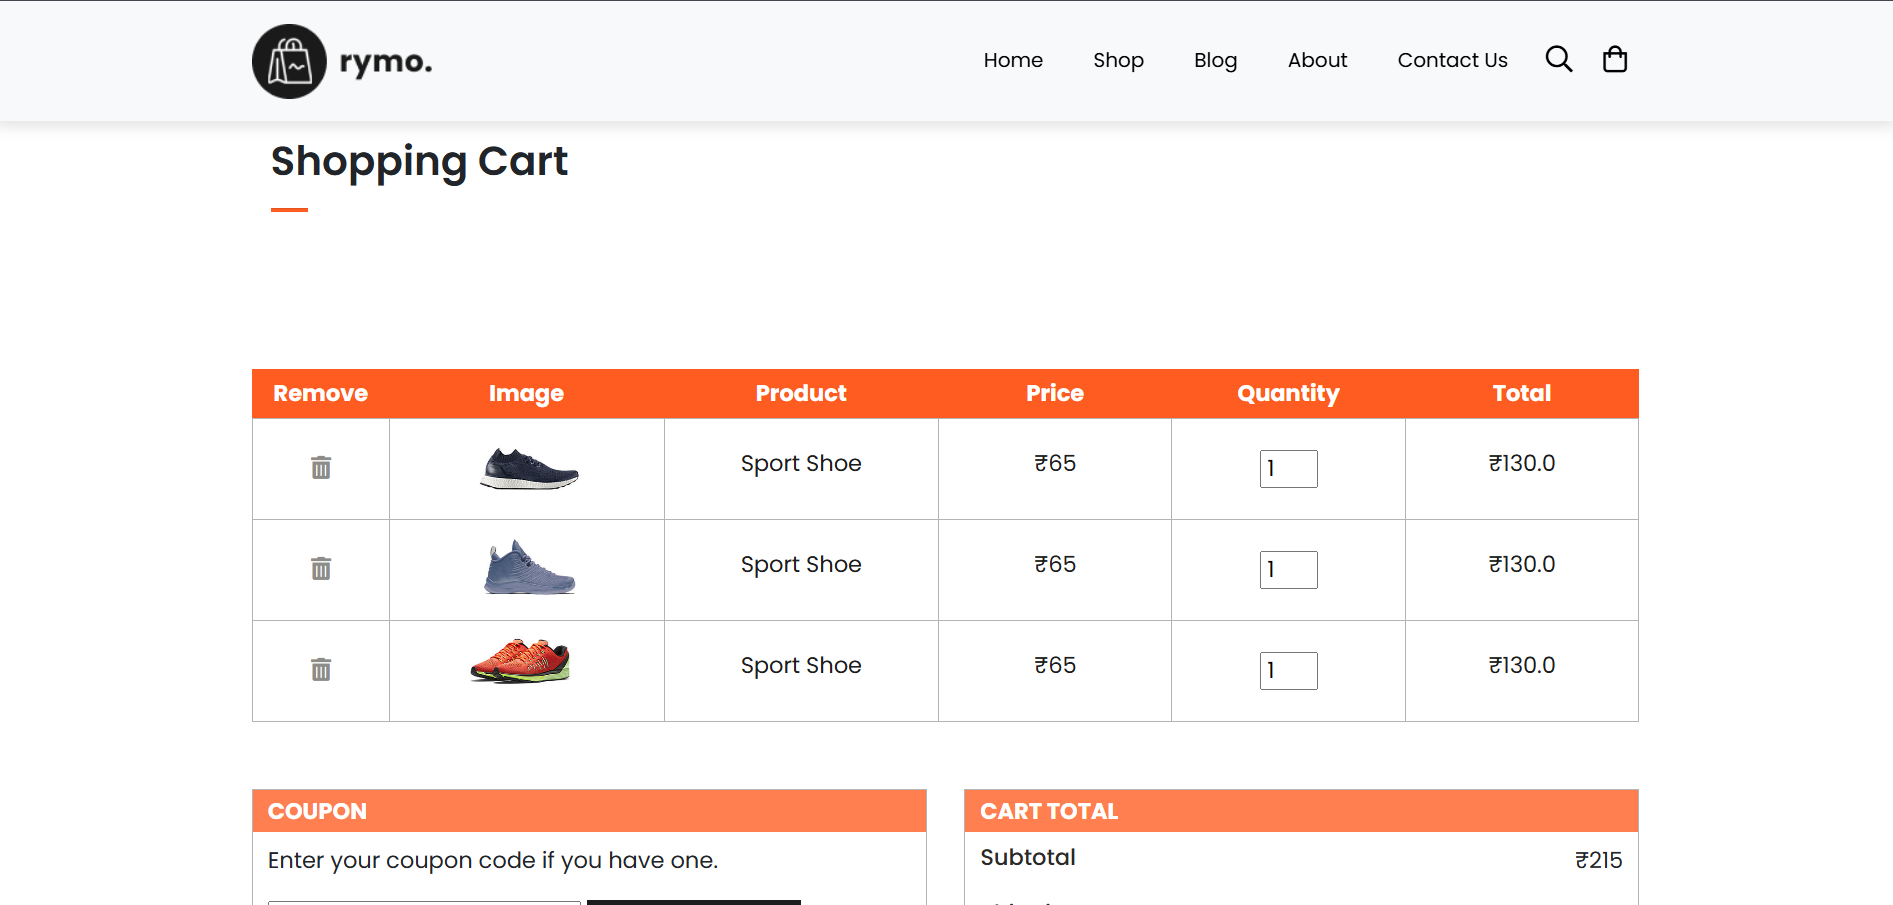 rymo.
Home Shop Blog About Contact Us
Shopping Cart
Remove Image Product Price Quantity Total
Sport Shoe ₹65 1 ₹130.0
Sport Shoe ₹65 1 ₹130.0
Sport Shoe ₹65 1 ₹130.0
COUPON
Enter your coupon code if you have one.
CART TOTAL
Subtotal ₹215